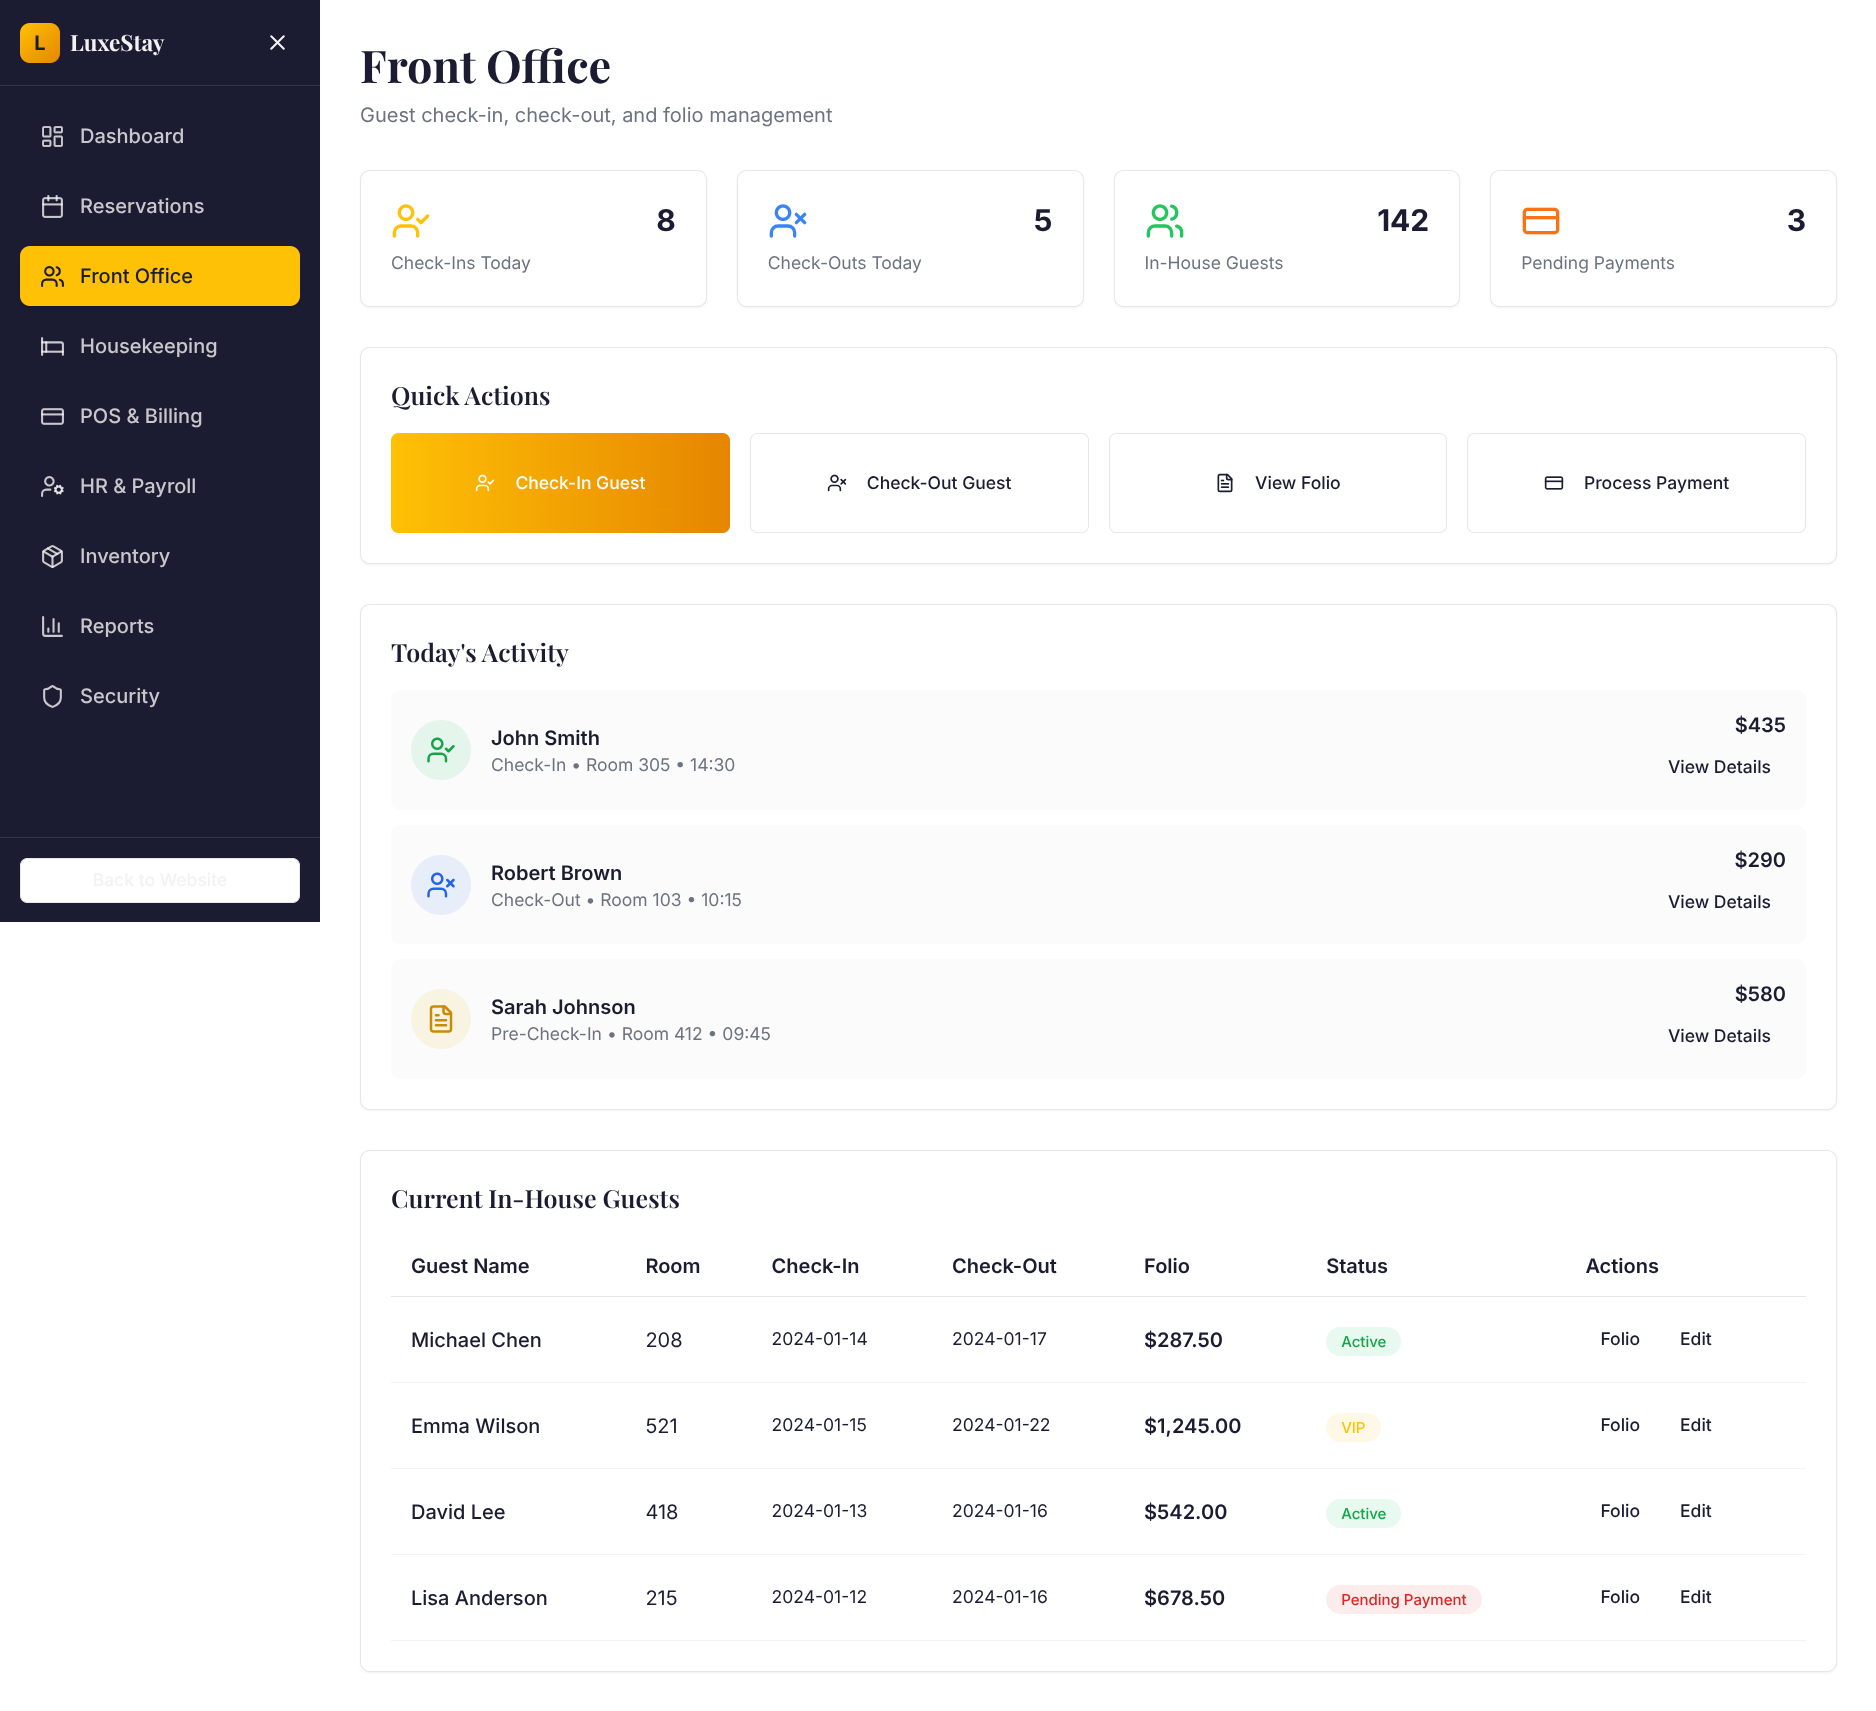 L LuxeStay
Dashboard
Reservations
Front Office
Housekeeping
POS & Billing
HR & Payroll
Inventory
Reports
Security
Back to Website
Front Office
Guest check-in, check-out, and folio management
8
Check-Ins Today
5
Check-Outs Today
142
In-House Guests
3
Pending Payments
Quick Actions
Check-In Guest
Check-Out Guest
View Folio
Process Payment
Today's Activity
John Smith
Check-In • Room 305 • 14:30
$435
View Details
Robert Brown
Check-Out • Room 103 • 10:15
$290
View Details
Sarah Johnson
Pre-Check-In • Room 412 • 09:45
$580
View Details
Current In-House Guests
Guest Name Room Check-In Check-Out Folio Status Actions
Michael Chen 208 2024-01-14 2024-01-17 $287.50 Active Folio Edit
Emma Wilson 521 2024-01-15 2024-01-22 $1,245.00 VIP Folio Edit
David Lee 418 2024-01-13 2024-01-16 $542.00 Active Folio Edit
Lisa Anderson 215 2024-01-12 2024-01-16 $678.50 Pending Payment Folio Edit